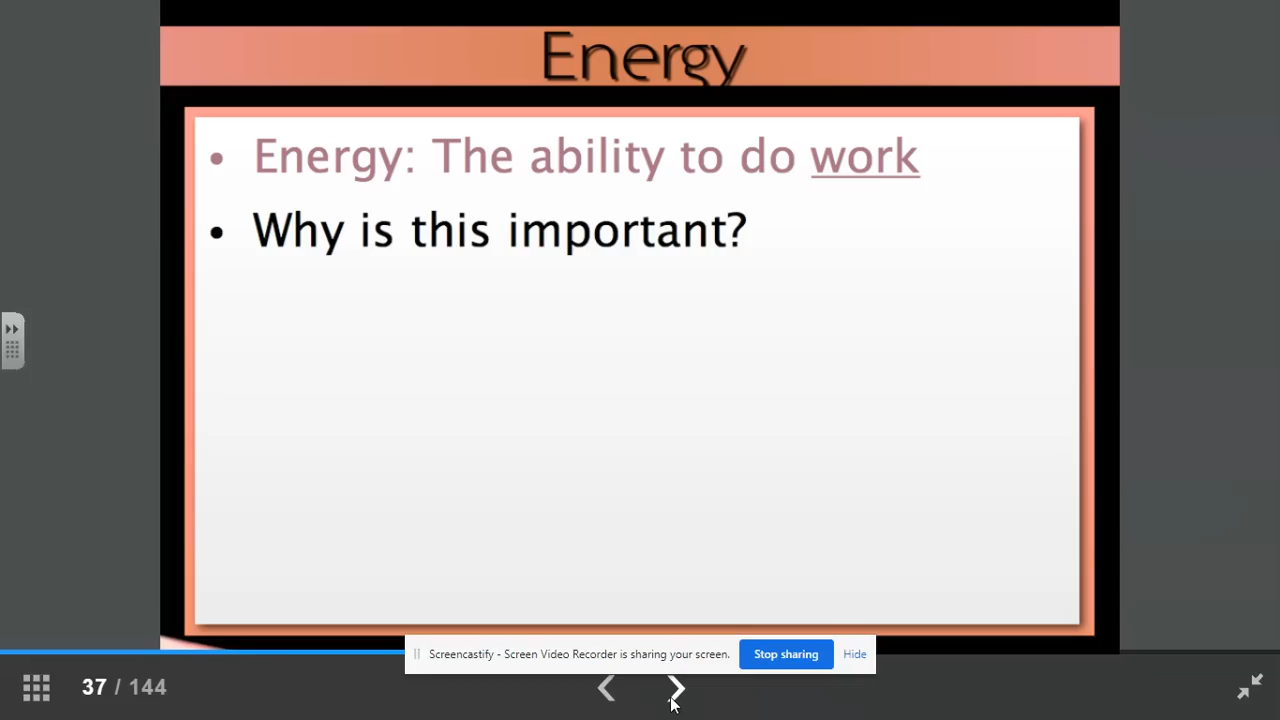 Energy
• Energy: The ability to do work
• Why is this important?
Screencastify - Screen Video Recorder is sharing your screen. Stop sharing Hide
37 / 144